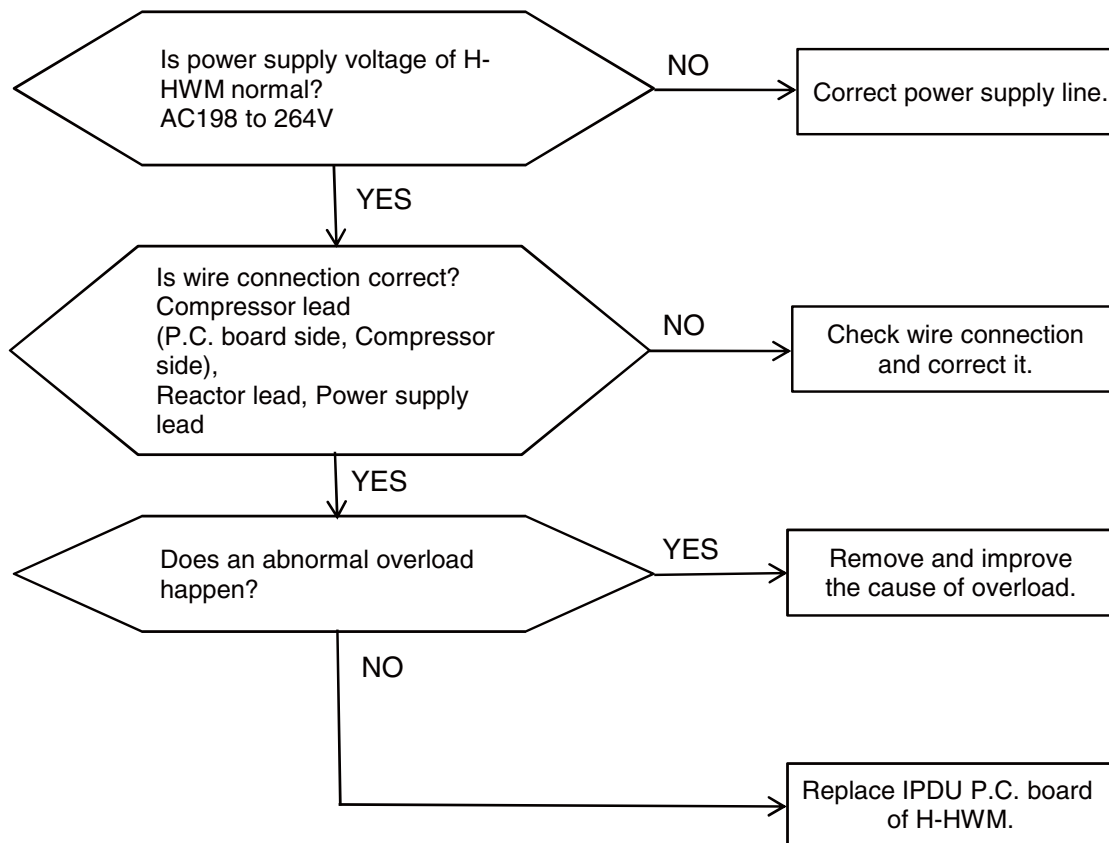 Is power supply voltage of H-
HWM normal?
AC198 to 264V
NO
Correct power supply line.
YES
Is wire connection correct?
Compressor lead
(P.C. board side, Compressor
side),
Reactor lead, Power supply
lead
NO
Check wire connection
and correct it.
YES
Does an abnormal overload
happen?
YES
Remove and improve
the cause of overload.
NO
Replace IPDU P.C. board
of H-HWM.